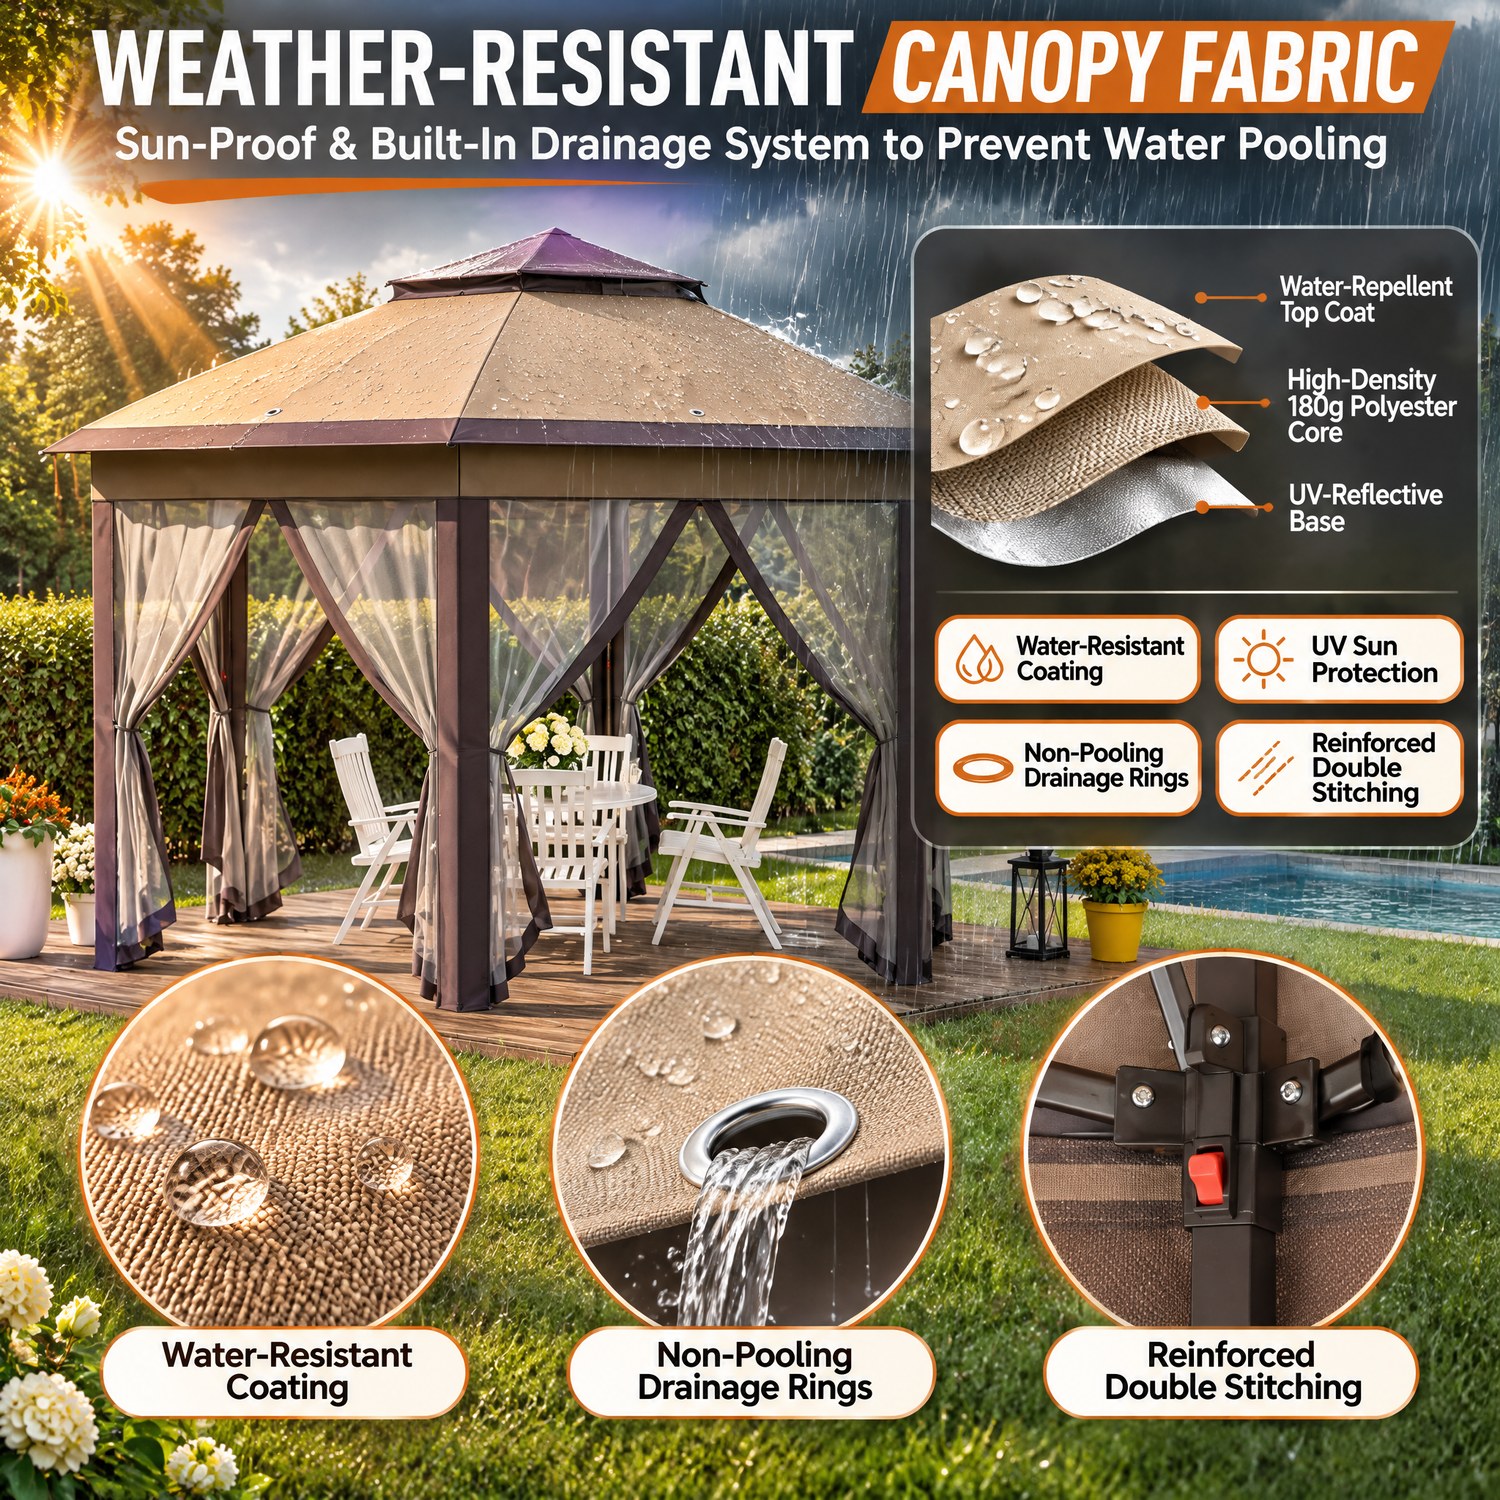 WEATHER-RESISTANT CANOPY FABRIC
Sun-Proof & Built-In Drainage System to Prevent Water Pooling
Water-Repellent
Top Coat
High-Density
180g Polyester
Core
UV-Reflective
Base
Water-Resistant
Coating
UV Sun
Protection
Non-Pooling
Drainage Rings
Reinforced
Double
Stitching
Water-Resistant
Coating
Non-Pooling
Drainage Rings
Reinforced
Double Stitching